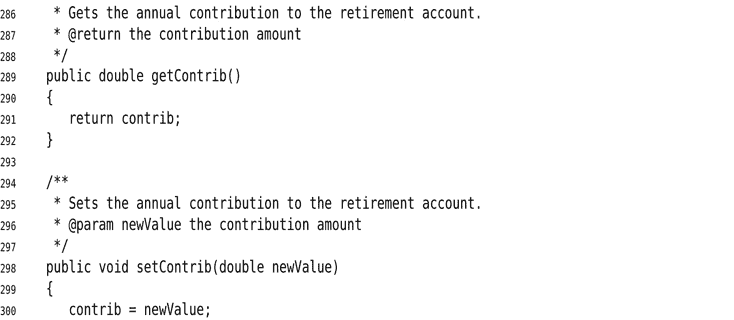 286     * Gets the annual contribution to the retirement account.
287     * @return the contribution amount
288     */
289    public double getContrib()
290    {
291       return contrib;
292    }
293
294    /**
295     * Sets the annual contribution to the retirement account.
296     * @param newValue the contribution amount
297     */
298    public void setContrib(double newValue)
299    {
300       contrib = newValue;